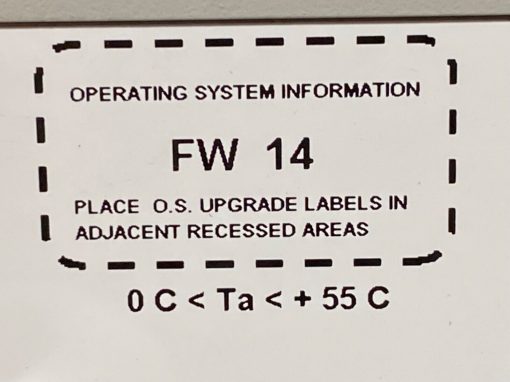 OPERATING SYSTEM INFORMATION
FW 14
PLACE O.S. UPGRADE LABELS IN
ADJACENT RECESSED AREAS
0 C < Ta < + 55 C